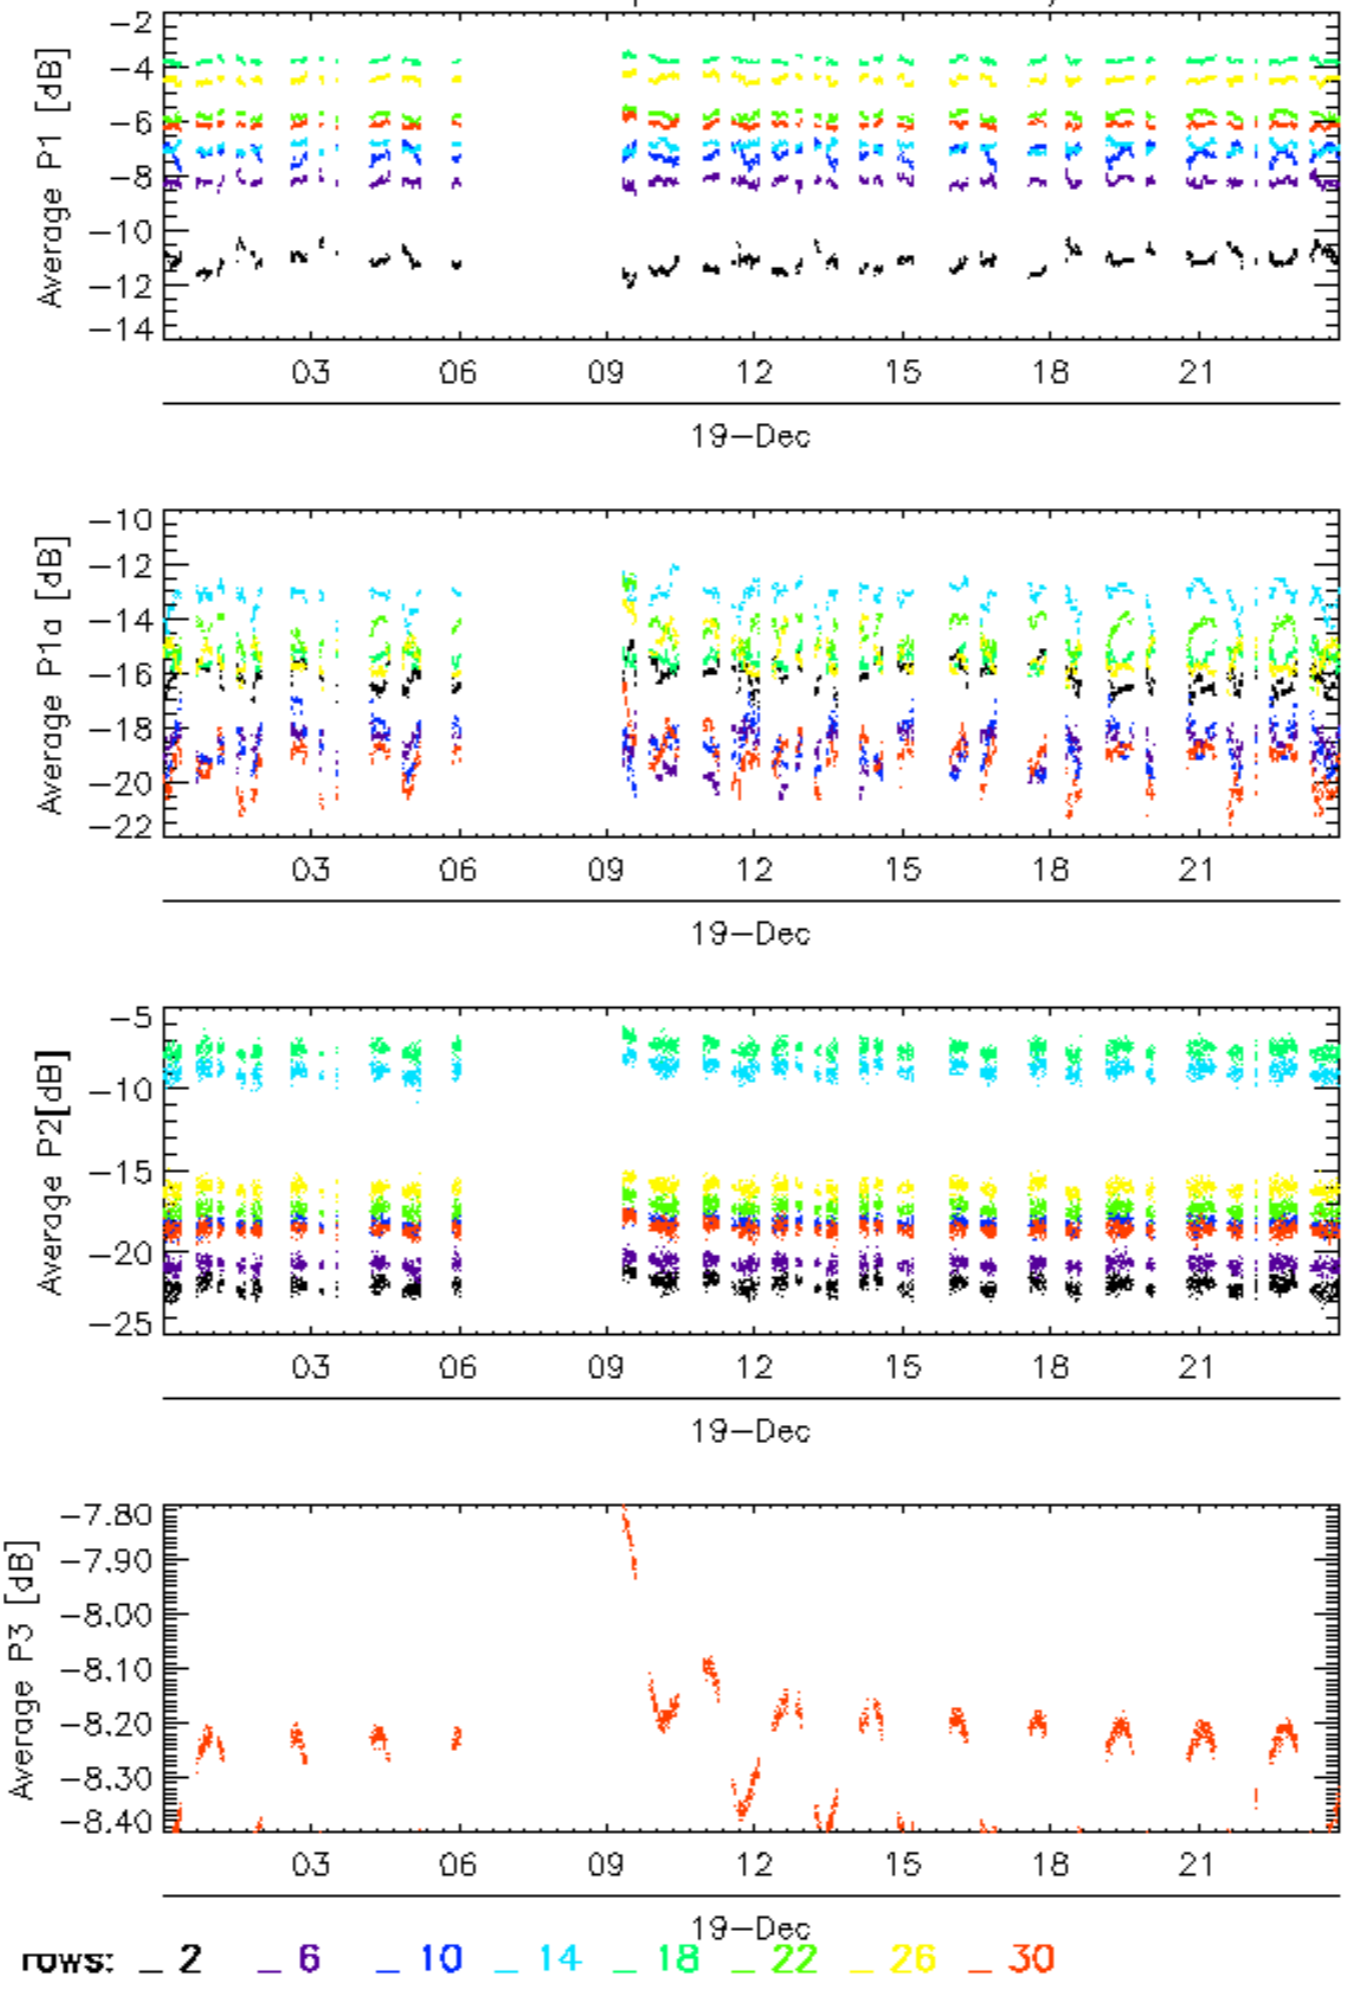 Average P1 [dB]
-2
-4
-6
-8
-10
-12
-14
03 06 09 12 15 18 21
19-Dec
Average P1a [dB]
-10
-12
-14
-16
-18
-20
-22
03 06 09 12 15 18 21
19-Dec
Average P2[dB]
-5
-10
-15
-20
-25
03 06 09 12 15 18 21
19-Dec
Average P3 [dB]
-7.80
-7.90
-8.00
-8.10
-8.20
-8.30
-8.40
03 06 09 12 15 18 21
19-Dec
rows: _ 2 _ 6 _ 10 _ 14 _ 18 _ 22 _ 26 _ 30